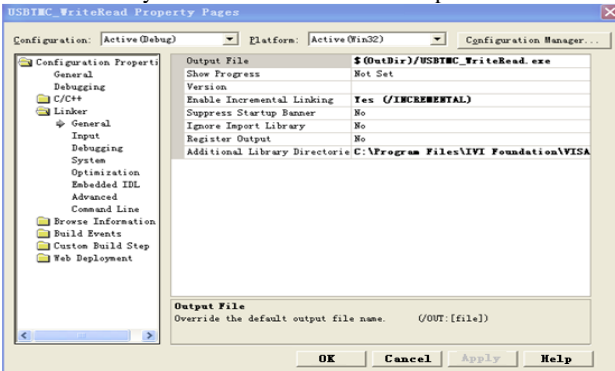 USBTMC_WriteRead Property Pages
Configuration: Active(Debug) Platform: Active(Win32) Configuration Manager...
Configuration Properti
General
Debugging
C/C++
Linker
General
Input
Debugging
System
Optimization
Embedded IDL
Advanced
Command Line
Browse Information
Build Events
Custom Build Step
Web Deployment
Output File $(OutDir)/USBTMC_WriteRead.exe
Show Progress Not Set
Version
Enable Incremental Linking Yes (/INCREMENTAL)
Suppress Startup Banner No
Ignore Import Library No
Register Output No
Additional Library Directorie C:\Program Files\IVI Foundation\VISA
Output File
Override the default output file name. (/OUT:[file])
OK Cancel Apply Help